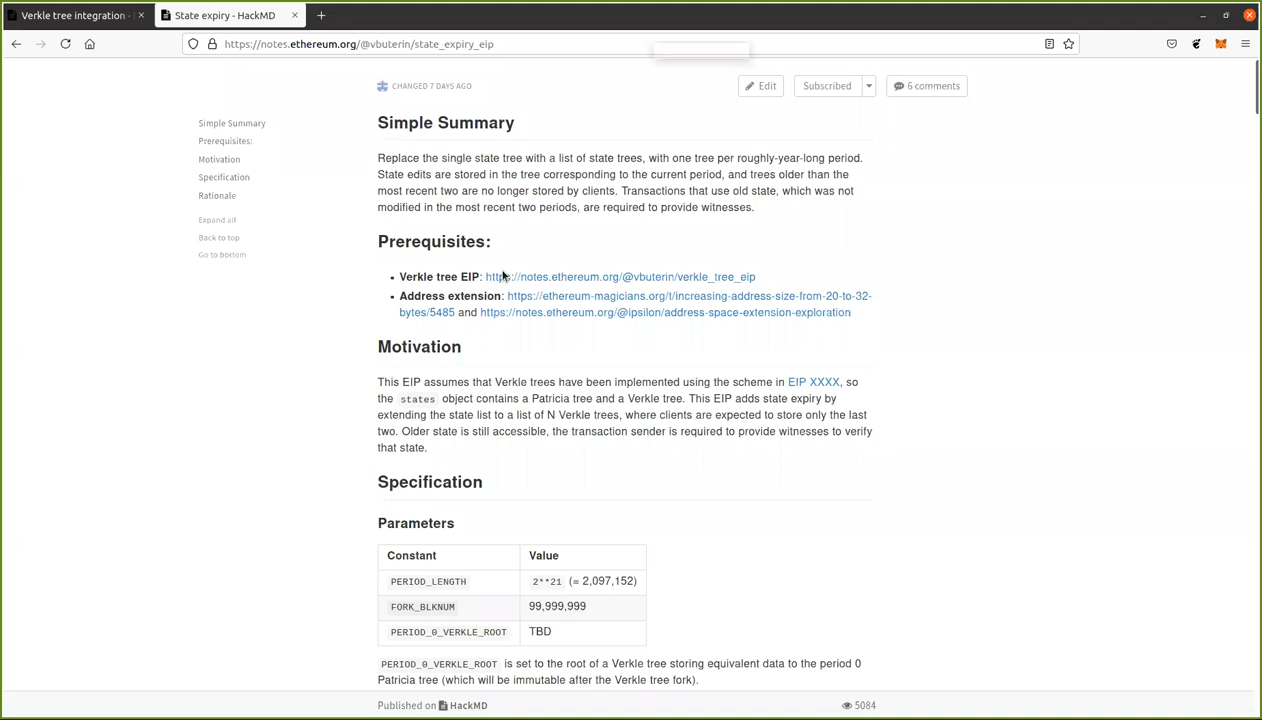 Verkle tree integration -
State expiry - HackMD
https://notes.ethereum.org/@vbuterin/state_expiry_eip
CHANGED 7 DAYS AGO
Edit
Subscribed
6 comments
Simple Summary
Prerequisites:
Motivation
Specification
Rationale
Expand all
Back to top
Go to bottom
Simple Summary
Replace the single state tree with a list of state trees, with one tree per roughly-year-long period.
State edits are stored in the tree corresponding to the current period, and trees older than the
most recent two are no longer stored by clients. Transactions that use old state, which was not
modified in the most recent two periods, are required to provide witnesses.
Prerequisites:
• Verkle tree EIP: https://notes.ethereum.org/@vbuterin/verkle_tree_eip
• Address extension: https://ethereum-magicians.org/t/increasing-address-size-from-20-to-32-
bytes/5485 and https://notes.ethereum.org/@ipsilon/address-space-extension-exploration
Motivation
This EIP assumes that Verkle trees have been implemented using the scheme in EIP XXXX, so
the states object contains a Patricia tree and a Verkle tree. This EIP adds state expiry by
extending the state list to a list of N Verkle trees, where clients are expected to store only the last
two. Older state is still accessible, the transaction sender is required to provide witnesses to verify
that state.
Specification
Parameters
Constant Value
PERIOD_LENGTH 2**21 (= 2,097,152)
FORK_BLKNUM 99,999,999
PERIOD_0_VERKLE_ROOT TBD
PERIOD_0_VERKLE_ROOT is set to the root of a Verkle tree storing equivalent data to the period 0
Patricia tree (which will be immutable after the Verkle tree fork).
Published on HackMD
5084